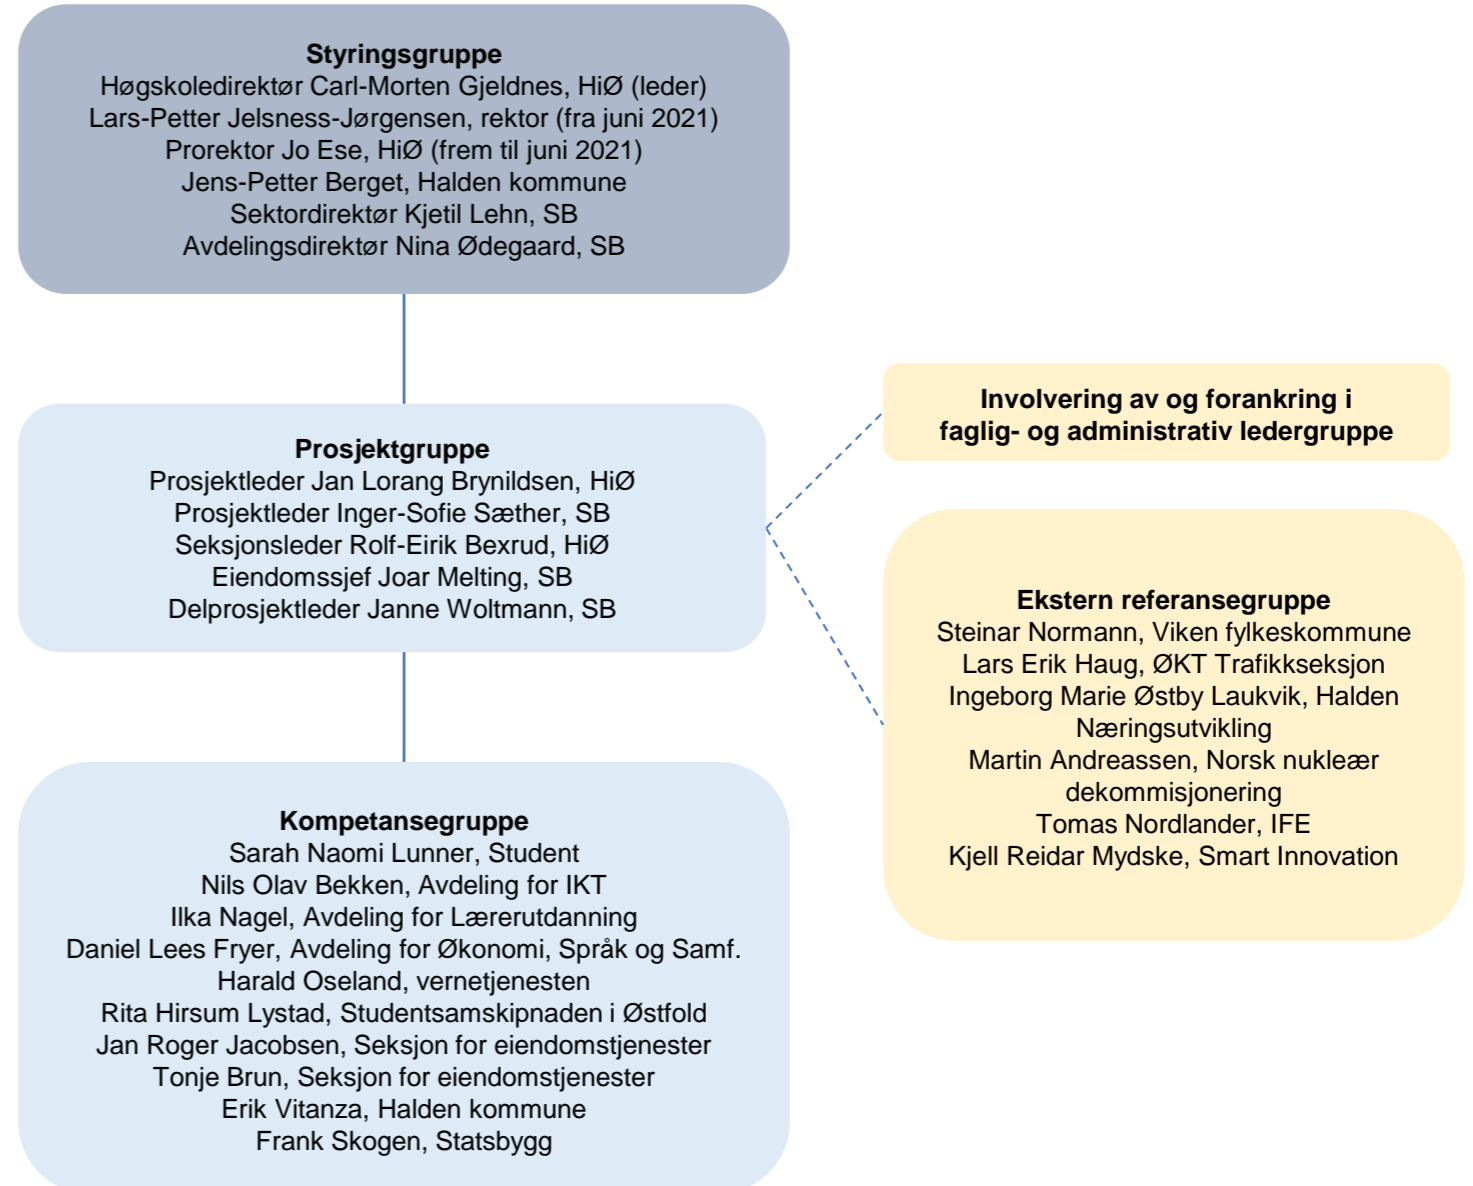 Styringsgruppe
Høgskoledirektør Carl-Morten Gjeldnes, HiØ (leder)
Lars-Petter Jelsness-Jørgensen, rektor (fra juni 2021)
Prorektor Jo Ese, HiØ (frem til juni 2021)
Jens-Petter Berget, Halden kommune
Sektordirektør Kjetil Lehn, SB
Avdelingsdirektør Nina Ødegaard, SB
Prosjektgruppe
Prosjektleder Jan Lorang Brynildsen, HiØ
Prosjektleder Inger-Sofie Sæther, SB
Seksjonsleder Rolf-Eirik Bexrud, HiØ
Eiendomssjef Joar Melting, SB
Delprosjektleder Janne Woltmann, SB
Involvering av og forankring i
faglig- og administrativ ledergruppe
Ekstern referansegruppe
Steinar Normann, Viken fylkeskommune
Lars Erik Haug, ØKT Trafikkseksjon
Ingeborg Marie Østby Laukvik, Halden
Næringsutvikling
Martin Andreassen, Norsk nukleær
dekommisjonering
Tomas Nordlander, IFE
Kjell Reidar Mydske, Smart Innovation
Kompetansegruppe
Sarah Naomi Lunner, Student
Nils Olav Bekken, Avdeling for IKT
Ilka Nagel, Avdeling for Lærerutdanning
Daniel Lees Fryer, Avdeling for Økonomi, Språk og Samf.
Harald Oseland, vernetjenesten
Rita Hirsum Lystad, Studentsamskipnaden i Østfold
Jan Roger Jacobsen, Seksjon for eiendomstjenester
Tonje Brun, Seksjon for eiendomstjenester
Erik Vitanza, Halden kommune
Frank Skogen, Statsbygg